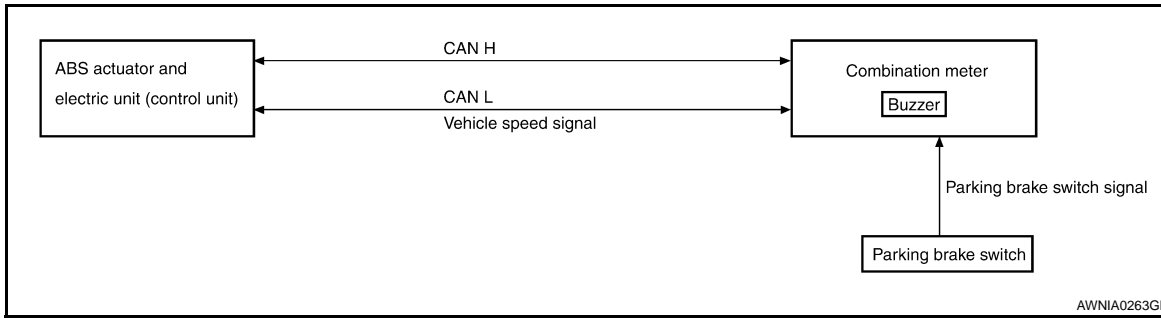 CAN H
ABS actuator and
electric unit (control unit)
CAN L
Vehicle speed signal
Combination meter
Buzzer
Parking brake switch signal
Parking brake switch